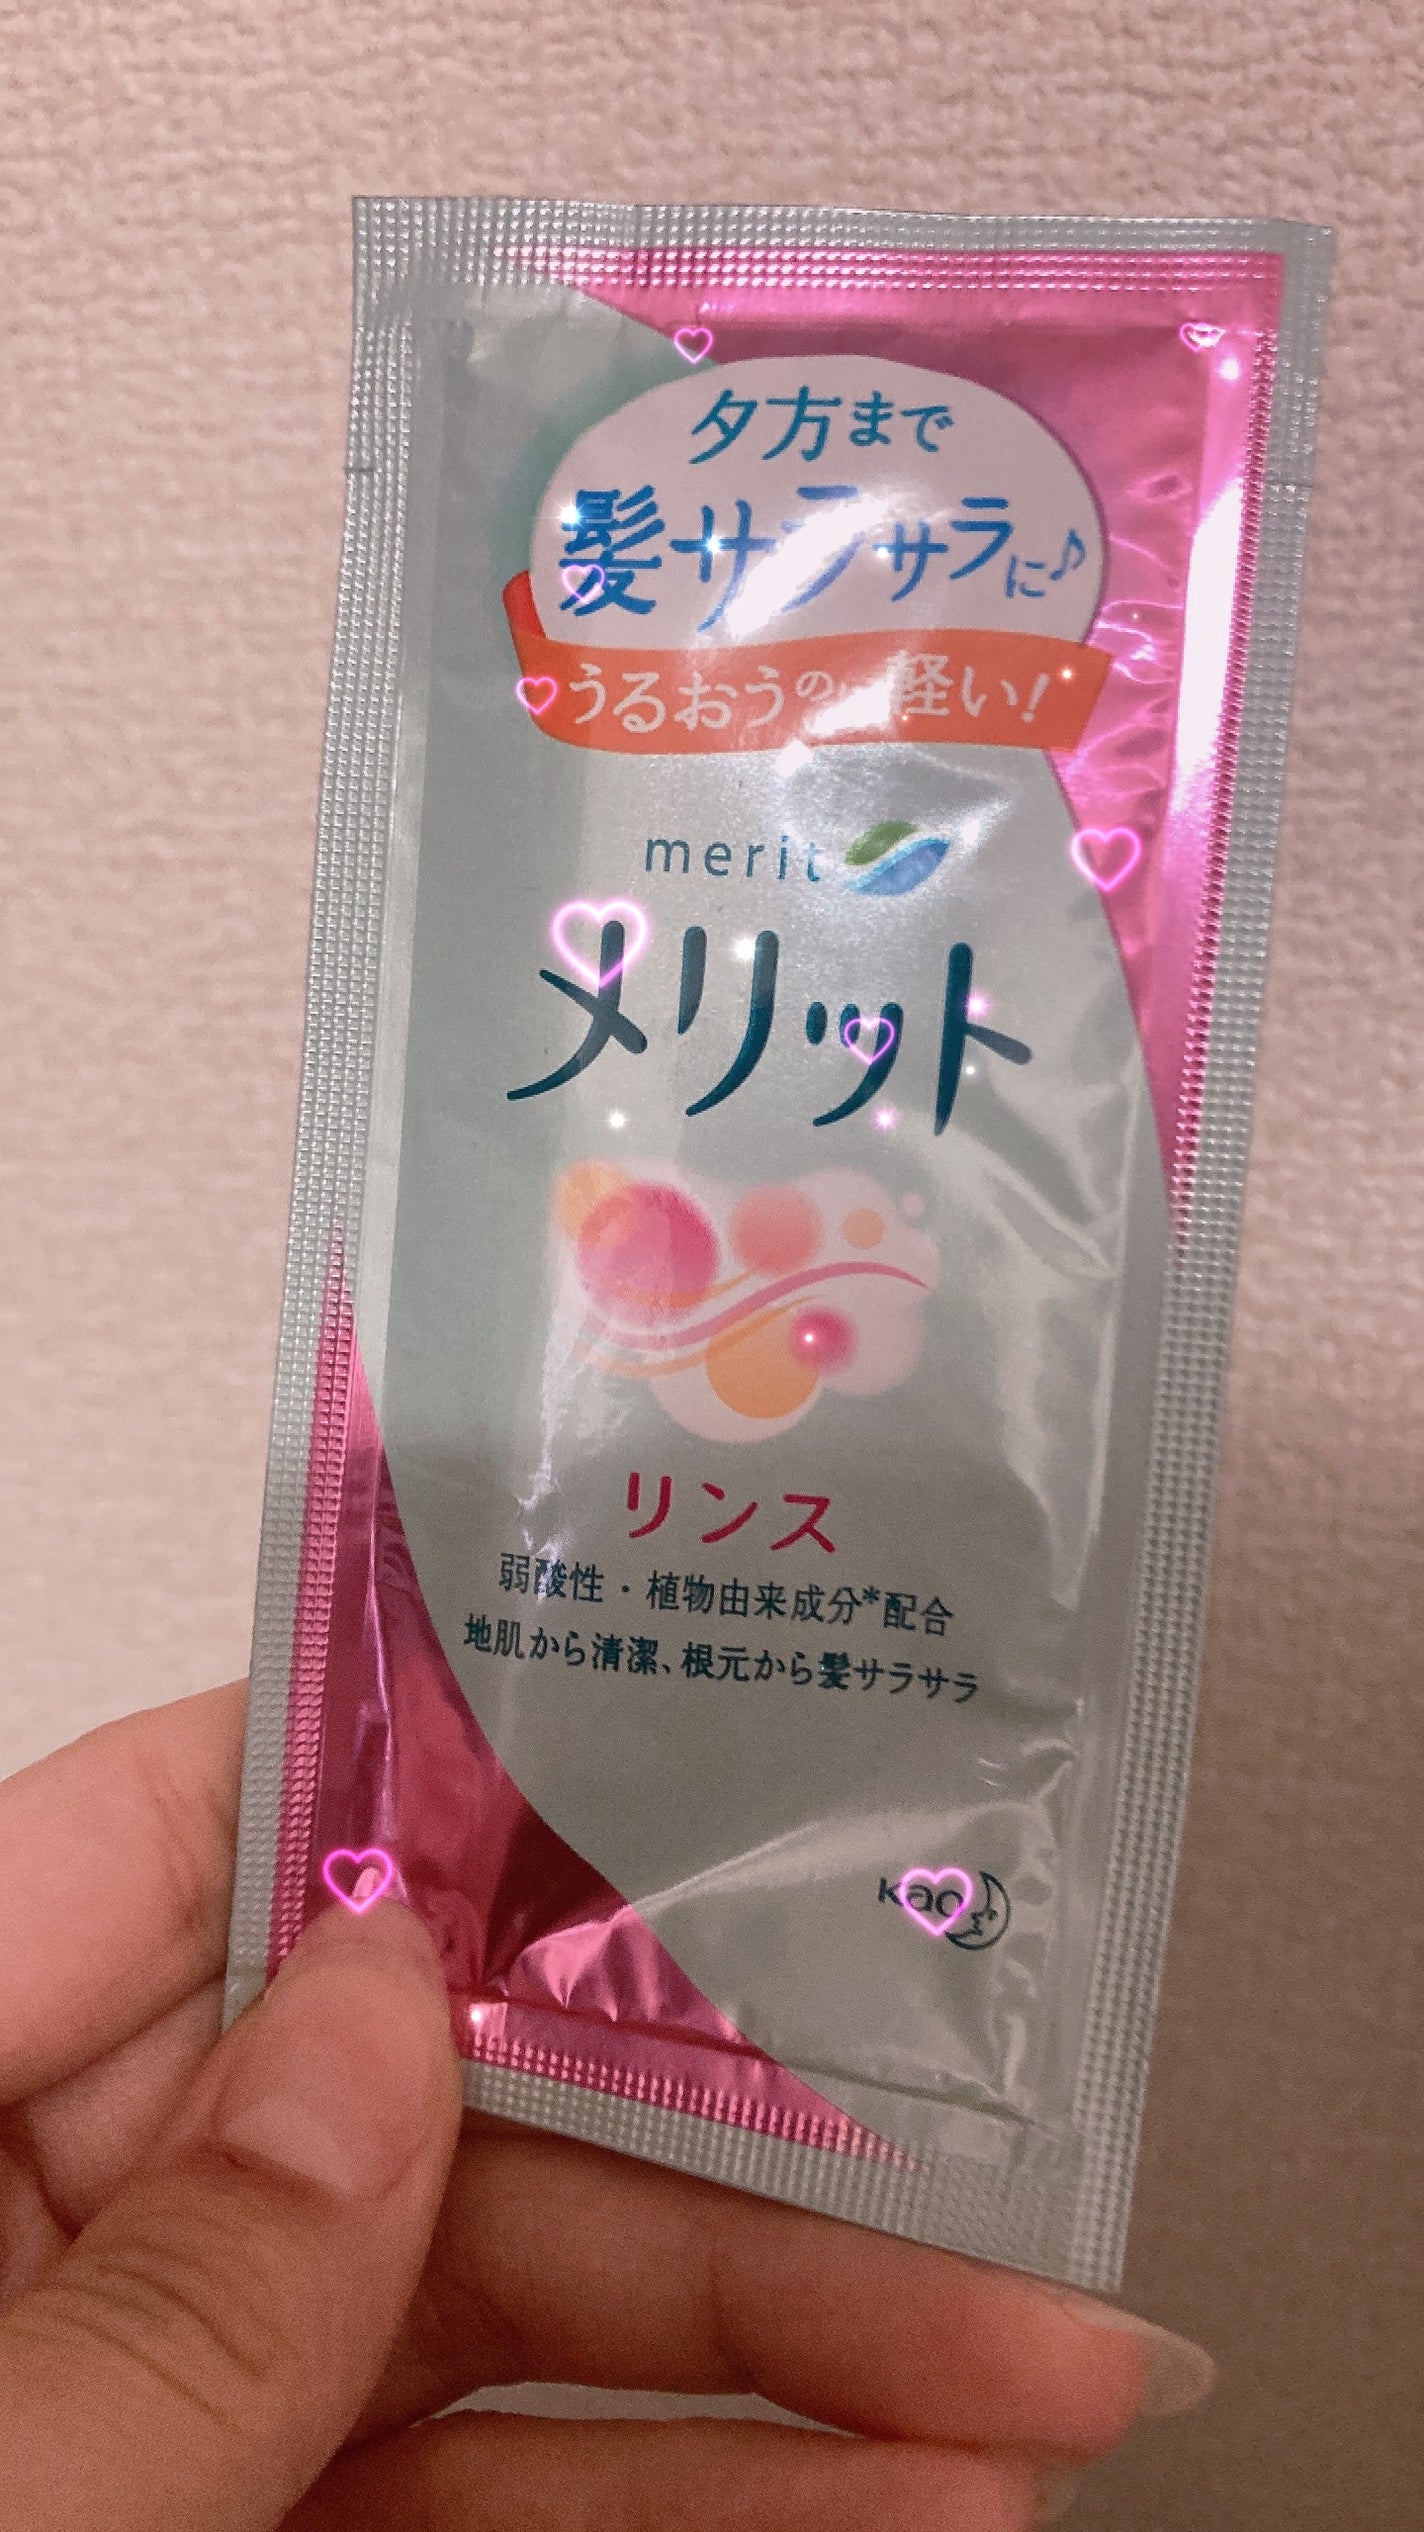 夕方まで
髪サラサラに♪
うるおうのに軽い!
merit
メリット
リンス
弱酸性・植物由来成分*配合
地肌から清潔、根元から髪サラサラ
Kao